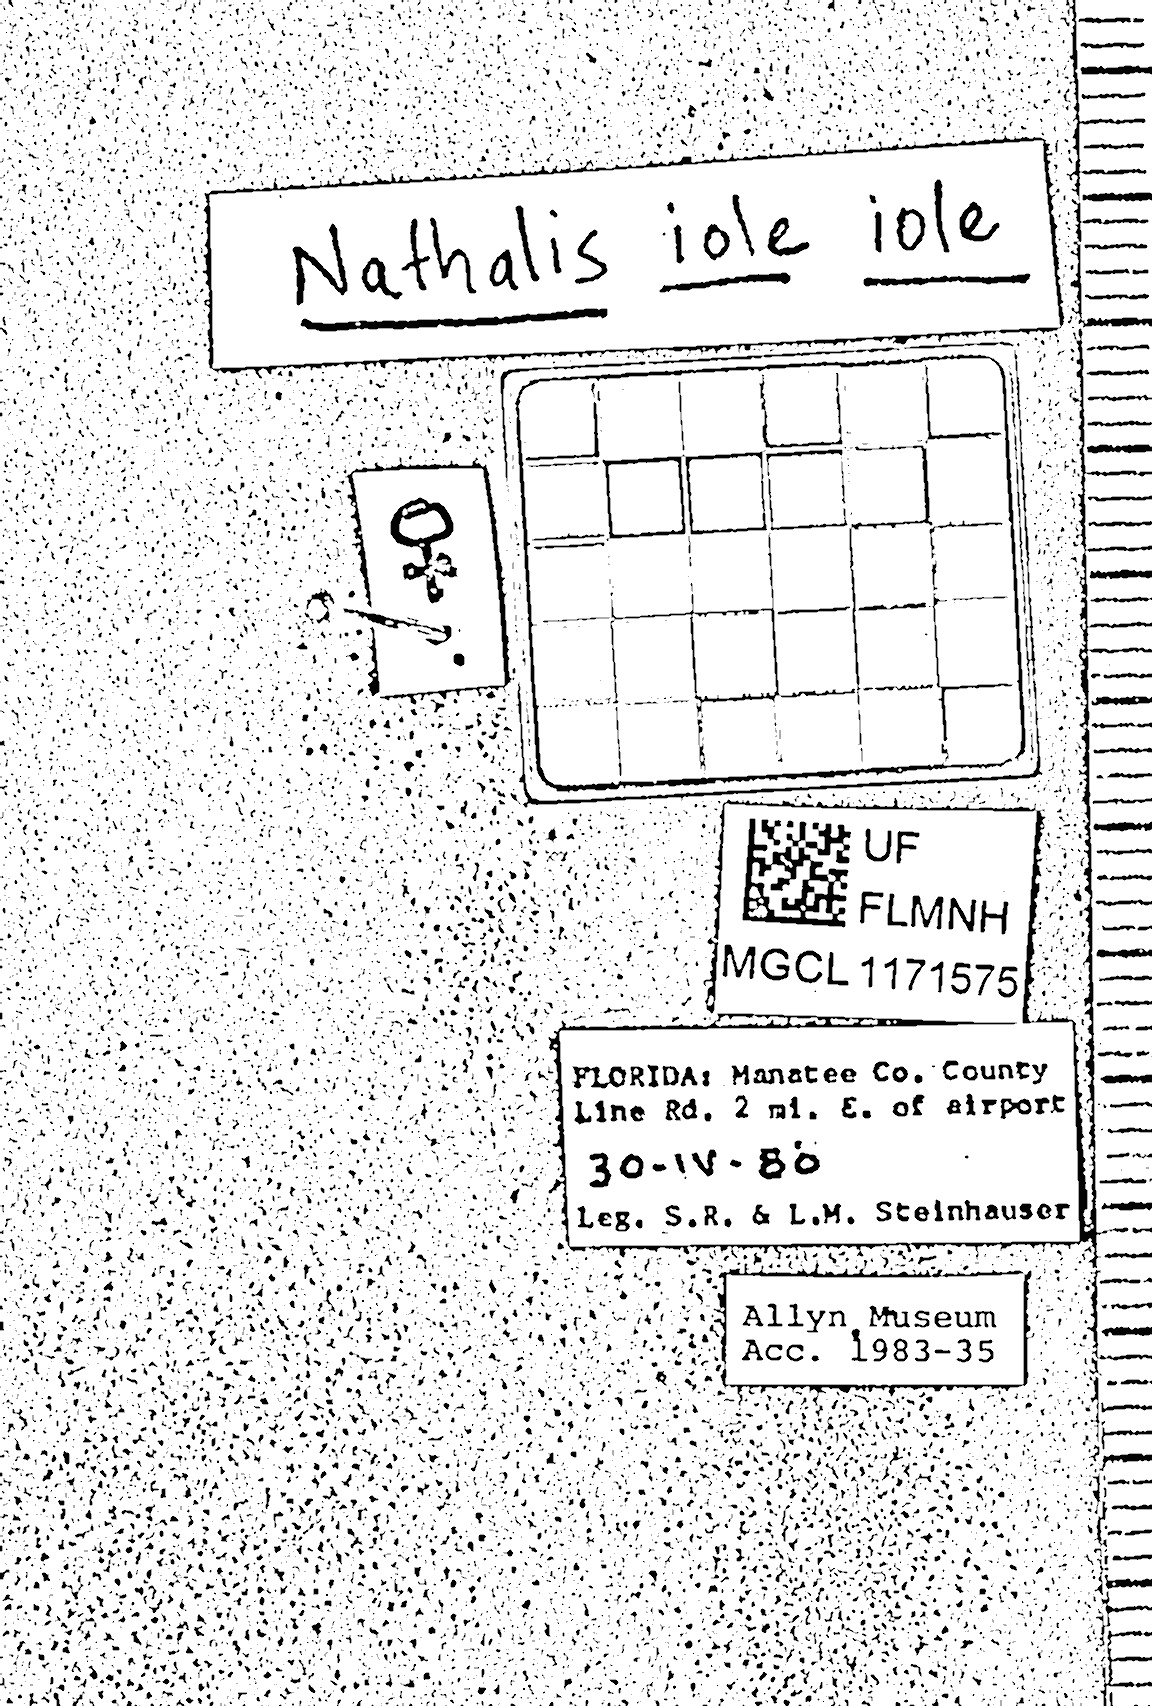 Nathalis iole iole
♀
UF
FLMNH
MGCL 1171575
FLORIDA: Manatee Co. County
Line Rd. 2 mi. E. of airport
30-IV-80
Leg. S.R. & L.M. Steinhauser
Allyn Museum
Acc. 1983-35